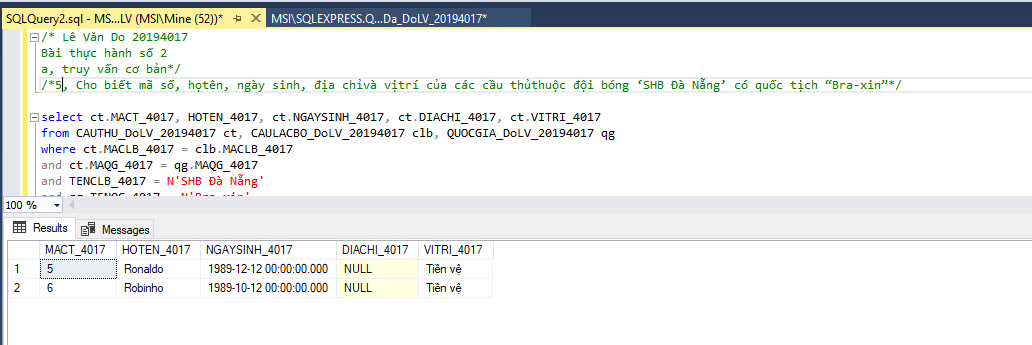 SQLQuery2.sql - MS...LV (MSI\Mine (52))*
MSI\SQLEXPRESS.Q...Da_DoLV_20194017*
/* Lê Văn Do 20194017
Bài thực hành số 2
a, truy vấn cơ bản*/
/*5, Cho biết mã số, họtên, ngày sinh, địa chỉvà vịtrí của các cầu thủthuộc đội bóng ‘SHB Đà Nẵng’ có quốc tịch “Bra-xin”*/
select ct.MACT_4017, HOTEN_4017, ct.NGAYSINH_4017, ct.DIACHI_4017, ct.VITRI_4017
from CAUTHU_DoLV_20194017 ct, CAULACBO_DoLV_20194017 clb, QUOCGIA_DoLV_20194017 qg
where ct.MACLB_4017 = clb.MACLB_4017
and ct.MAQG_4017 = qg.MAQG_4017
and TENCLB_4017 = N'SHB Đà Nẵng'
and qg.TENQG_4017 = N'Bra-xin'
100 %
Results Messages
MACT_4017 HOTEN_4017 NGAYSINH_4017 DIACHI_4017 VITRI_4017
1 5 Ronaldo 1989-12-12 00:00:00.000 NULL Tiền vệ
2 6 Robinho 1989-10-12 00:00:00.000 NULL Tiền vệ